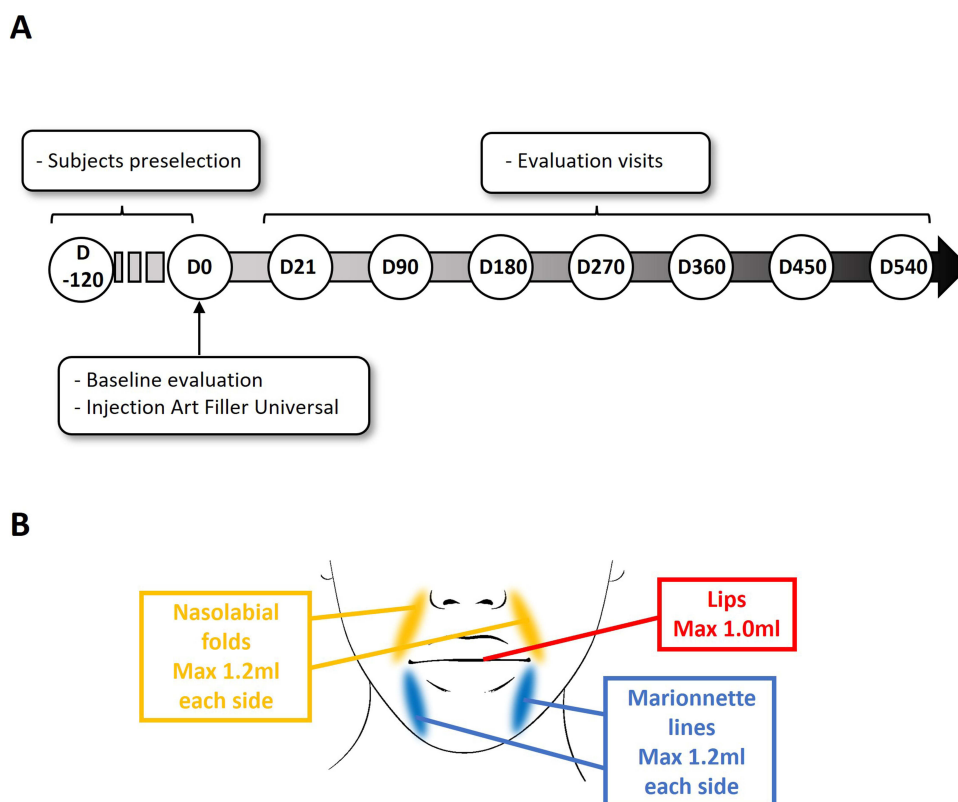 A
- Subjects preselection
- Evaluation visits
D
-120
D0
D21
D90
D180
D270
D360
D450
D540
- Baseline evaluation
- Injection Art Filler Universal
B
Nasolabial
folds
Max 1.2ml
each side
Lips
Max 1.0ml
Marionnette
lines
Max 1.2ml
each side